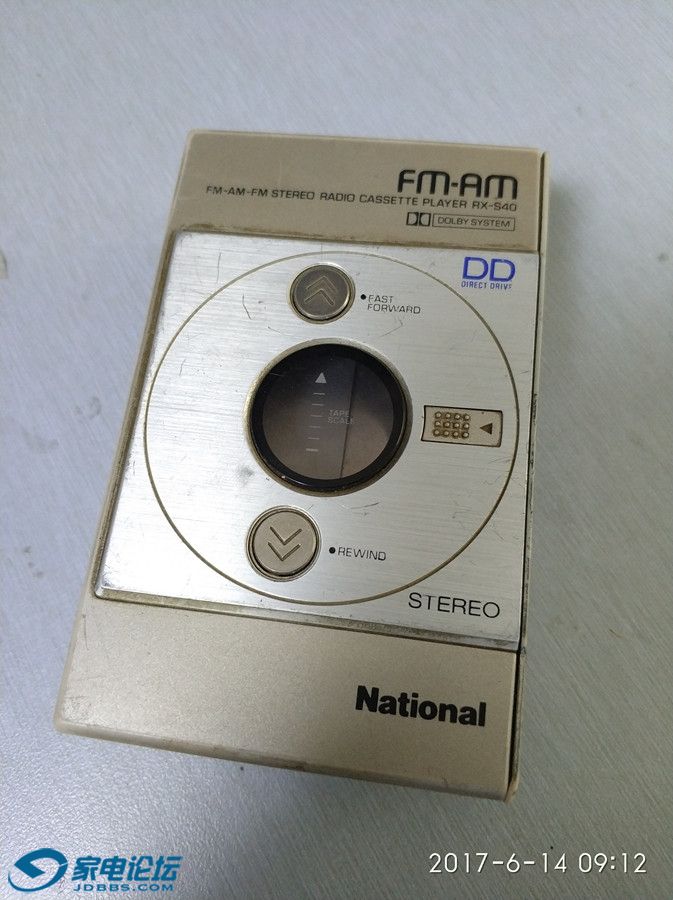 FM-AM
FM-AM-FM STEREO RADIO CASSETTE PLAYER RX-S40
DOLBY SYSTEM
DD
DIRECT DRIVE
FAST
FORWARD
TAPE
SCALE
REWIND
STEREO
National
家电论坛
JDBBS.COM
2017-6-14 09:12